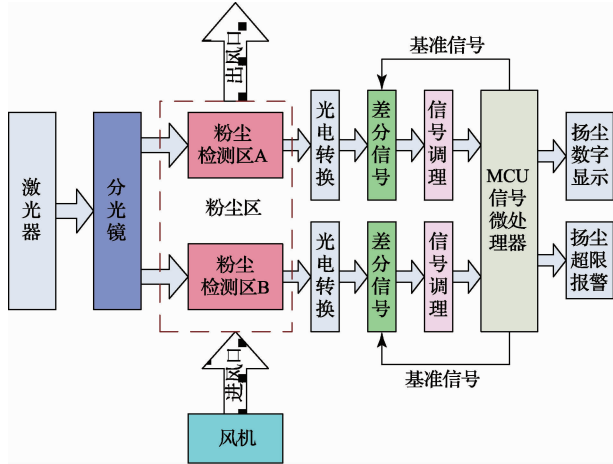 出风口
基准信号
激光器
分光镜
粉尘
检测区A
粉尘区
粉尘
检测区B
光电转换
差分信号
信号调理
光电转换
差分信号
信号调理
MCU
信号
微处
理器
扬尘
数字
显示
扬尘
超限
报警
基准信号
进风口
风机